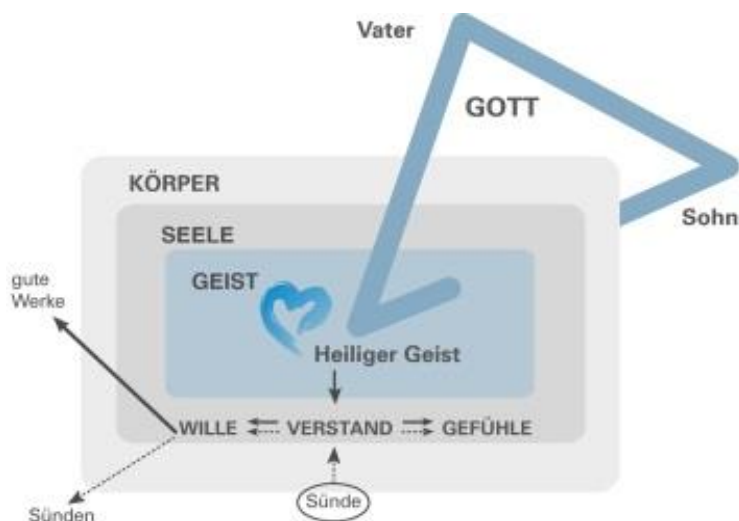 Vater
GOTT
KÖRPER
Sohn
SEELE
GEIST
gute
Werke
Heiliger Geist
WILLE VERSTAND GEFÜHLE
Sünde
Sünden